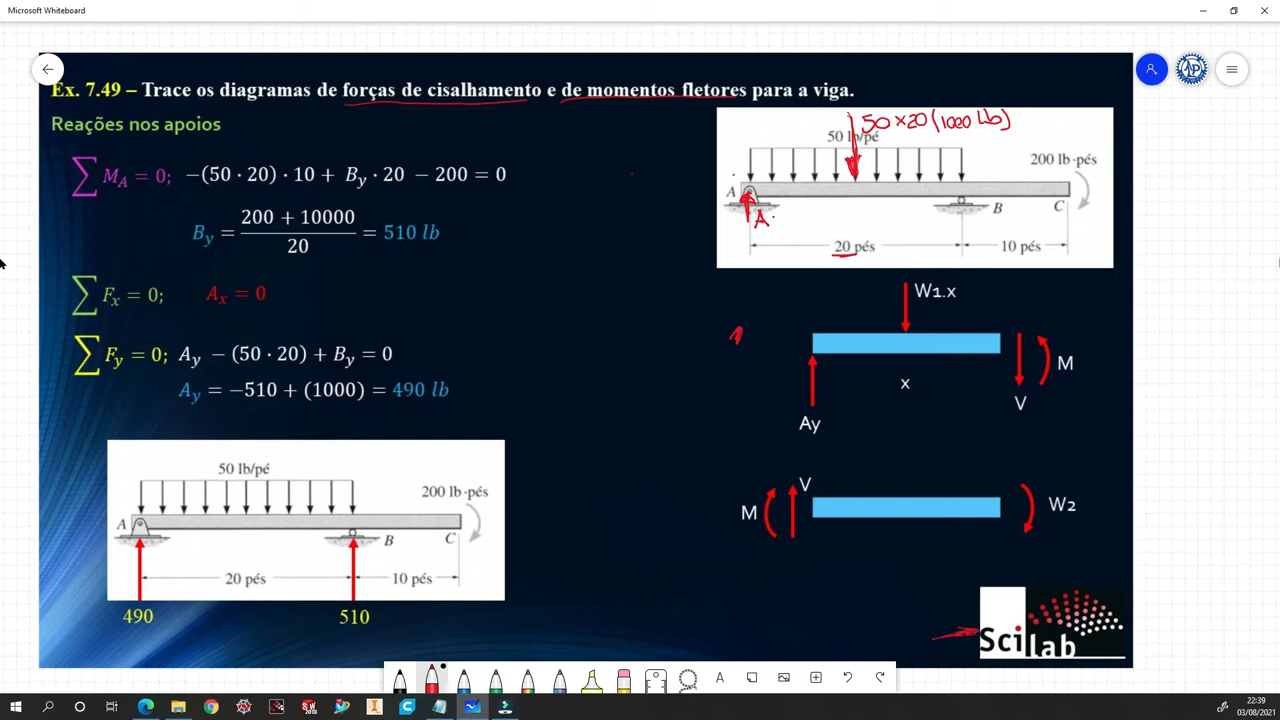 Microsoft Whiteboard
Ex. 7.49 – Trace os diagramas de forças de cisalhamento e de momentos fletores para a viga.
Reações nos apoios
∑ M_A = 0; −(50 · 20) · 10 + B_y · 20 − 200 = 0
B_y = (200 + 10000)/20 = 510 lb
∑ F_x = 0; A_x = 0
∑ F_y = 0; A_y − (50 · 20) + B_y = 0
A_y = −510 + (1000) = 490 lb
50 lb/pé
200 lb·pés
A
B
C
20 pés
10 pés
490
510
50×20 (1000 lb)
50 lb/pé
200 lb·pés
A
B
C
A
20 pés
10 pés
W1.x
M
x
V
Ay
V
M
W2
Scilab
22:39
03/08/2021